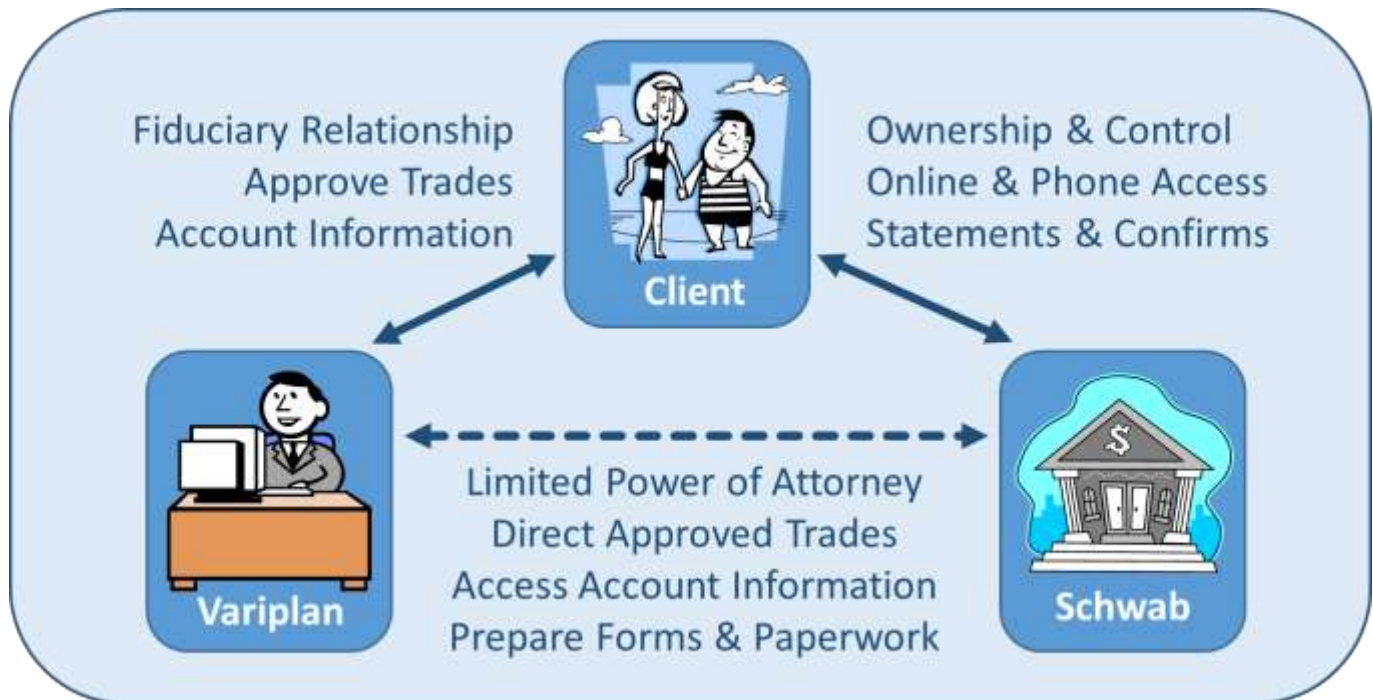 Fiduciary Relationship
Approve Trades
Account Information
Client
Ownership & Control
Online & Phone Access
Statements & Confirms
Variplan
Limited Power of Attorney
Direct Approved Trades
Access Account Information
Prepare Forms & Paperwork
$
Schwab